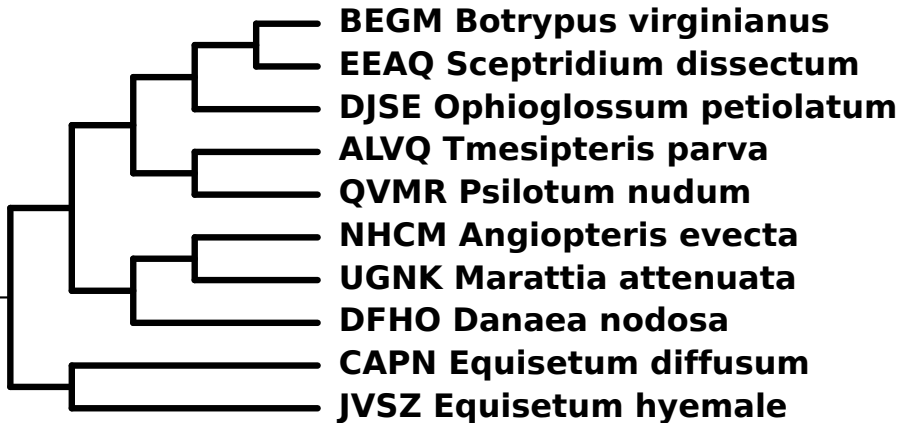 BEGM Botrypus virginianus
EEAQ Sceptridium dissectum
DJSE Ophioglossum petiolatum
ALVQ Tmesipteris parva
QVMR Psilotum nudum
NHCM Angiopteris evecta
UGNK Marattia attenuata
DFHO Danaea nodosa
CAPN Equisetum diffusum
JVSZ Equisetum hyemale